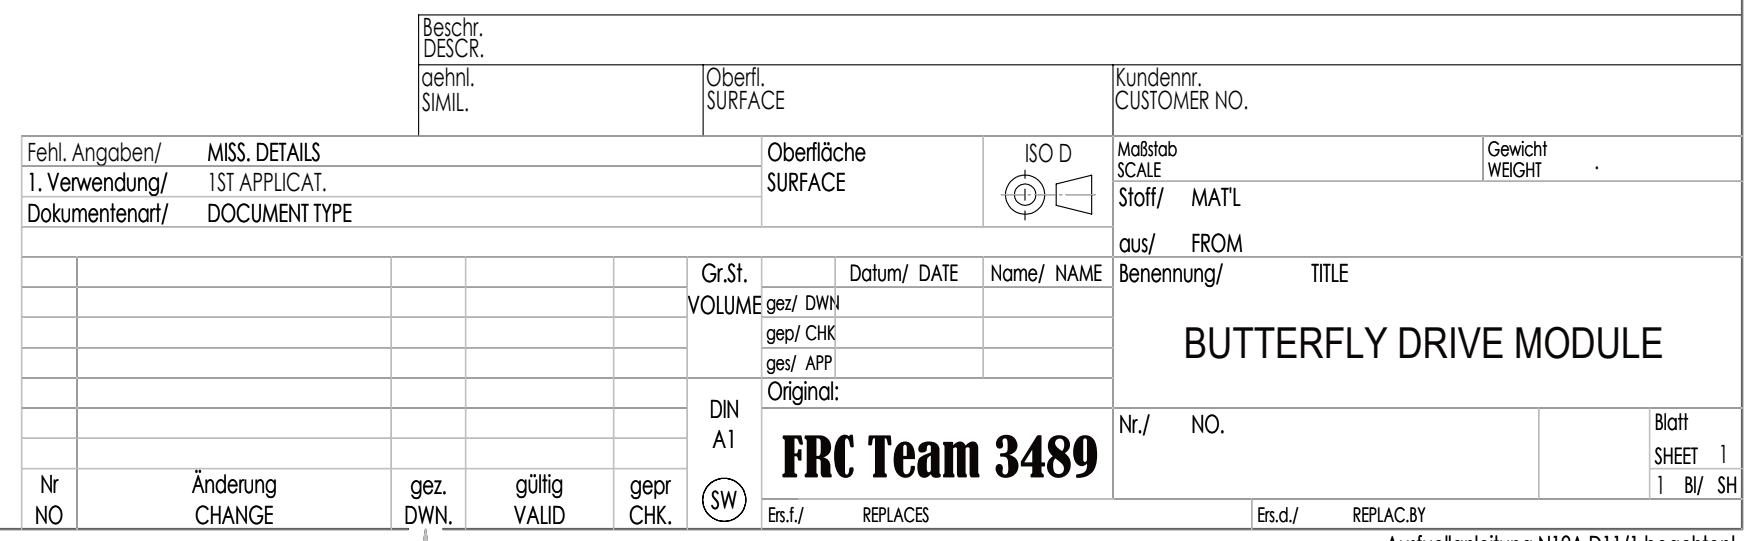 Beschr.
DESCR.
aehnl.
SIMIL.
Oberfl.
SURFACE
Kundennr.
CUSTOMER NO.
Fehl. Angaben/ MISS. DETAILS
1. Verwendung/ 1ST APPLICAT.
Dokumentenart/ DOCUMENT TYPE
Oberfläche
SURFACE
ISO D
Maßstab
SCALE
Gewicht
WEIGHT .
Stoff/ MAT'L
aus/ FROM
Gr.St.
VOLUME
Datum/ DATE Name/ NAME
gez/ DWN
gep/ CHK
ges/ APP
Benennung/ TITLE
BUTTERFLY DRIVE MODULE
Original:
DIN
A1
SW
FRC Team 3489
Nr./ NO.
Blatt
SHEET 1
1 Bl/ SH
Nr Änderung gez. gültig gepr
NO CHANGE DWN. VALID CHK.
Ers.f./ REPLACES
Ers.d./ REPLAC.BY